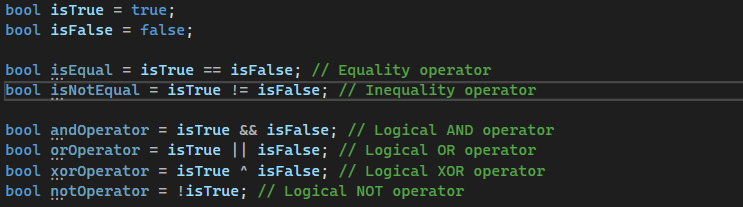 bool isTrue = true;
bool isFalse = false;
bool isEqual = isTrue == isFalse; // Equality operator
bool isNotEqual = isTrue != isFalse; // Inequality operator
bool andOperator = isTrue && isFalse; // Logical AND operator
bool orOperator = isTrue || isFalse; // Logical OR operator
bool xorOperator = isTrue ^ isFalse; // Logical XOR operator
bool notOperator = !isTrue; // Logical NOT operator